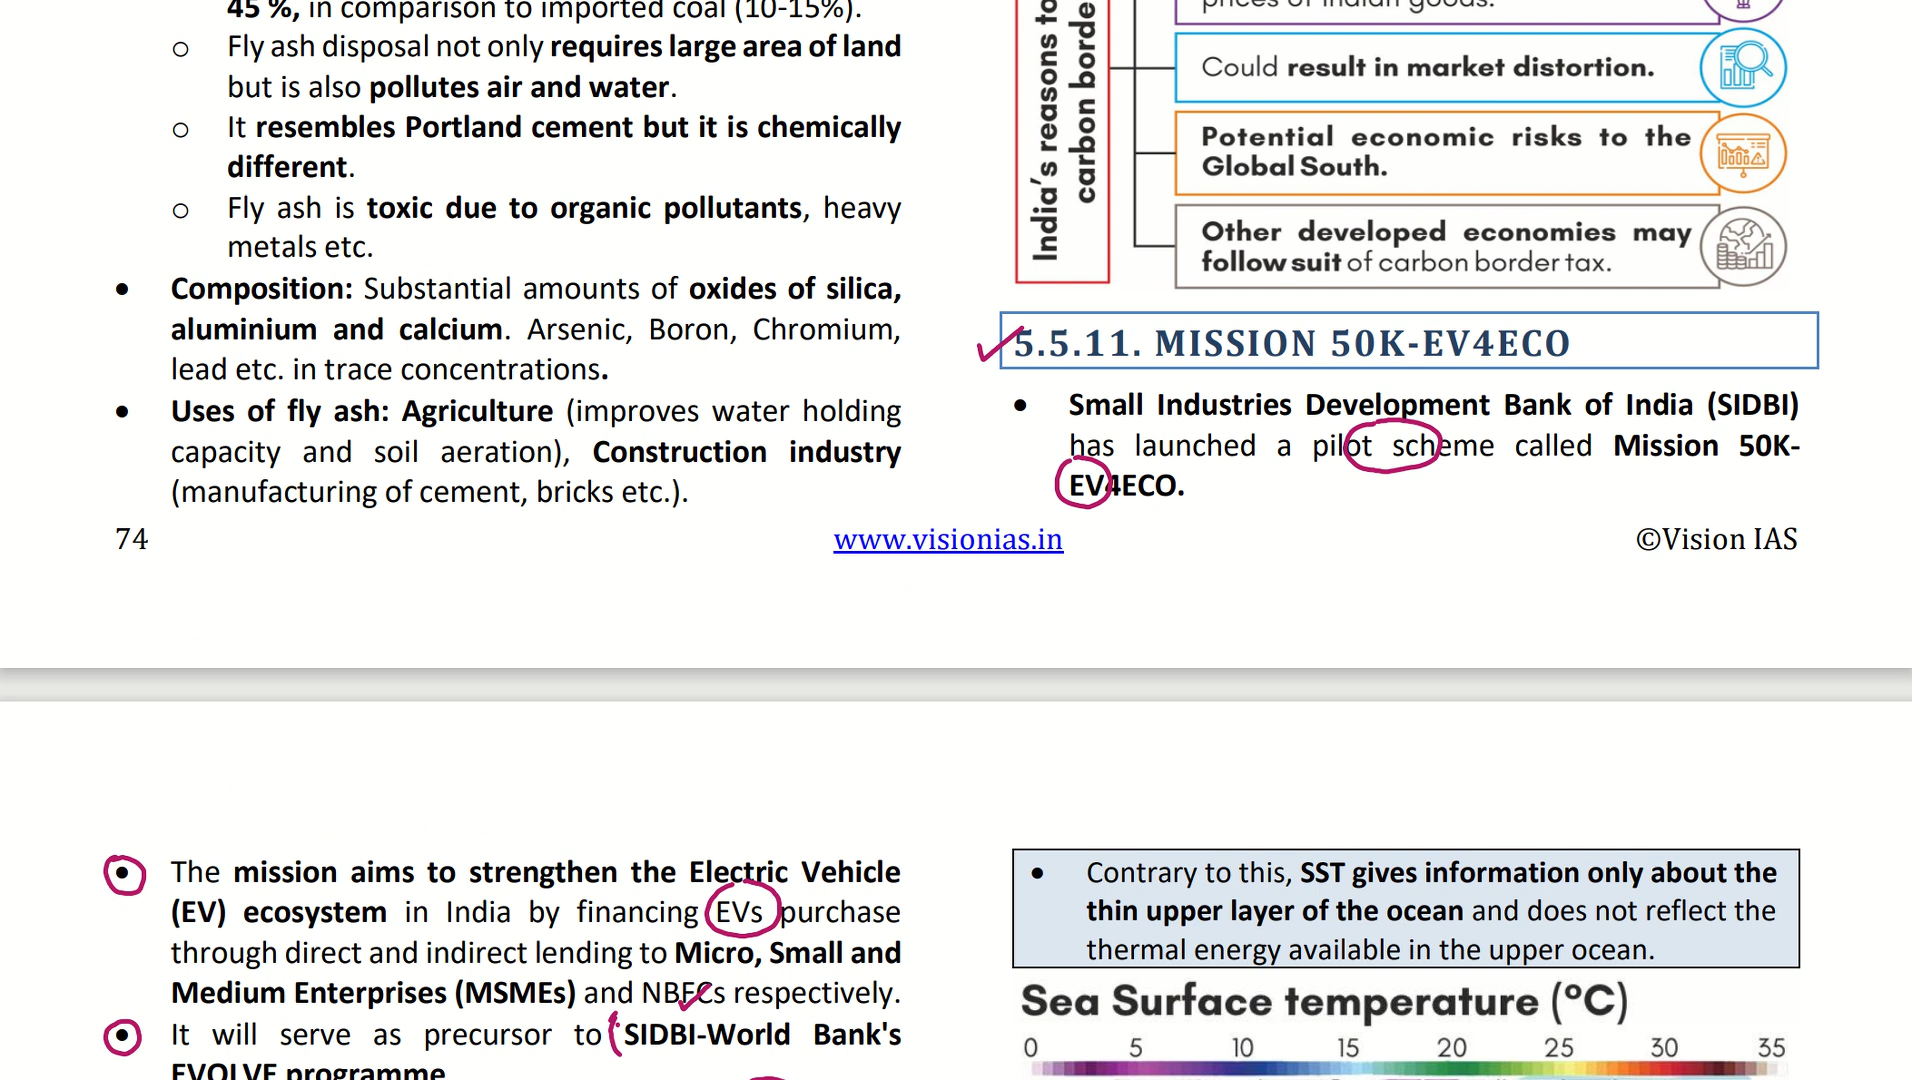 45 %, in comparison to imported coal (10-15%).
o Fly ash disposal not only requires large area of land
but is also pollutes air and water.
o It resembles Portland cement but it is chemically
different.
o Fly ash is toxic due to organic pollutants, heavy
metals etc.
• Composition: Substantial amounts of oxides of silica,
aluminium and calcium. Arsenic, Boron, Chromium,
lead etc. in trace concentrations.
• Uses of fly ash: Agriculture (improves water holding
capacity and soil aeration), Construction industry
(manufacturing of cement, bricks etc.).
India's reasons to
carbon borde
prices of Indian goods.
Could result in market distortion.
Potential economic risks to the
Global South.
Other developed economies may
follow suit of carbon border tax.
5.5.11. MISSION 50K-EV4ECO
• Small Industries Development Bank of India (SIDBI)
has launched a pilot scheme called Mission 50K-
EV4ECO.
74 www.visionias.in ©Vision IAS
• The mission aims to strengthen the Electric Vehicle
(EV) ecosystem in India by financing EVs purchase
through direct and indirect lending to Micro, Small and
Medium Enterprises (MSMEs) and NBFCs respectively.
• It will serve as precursor to SIDBI-World Bank's
EVOLVE programme
• Contrary to this, SST gives information only about the
thin upper layer of the ocean and does not reflect the
thermal energy available in the upper ocean.
Sea Surface temperature (°C)
0 5 10 15 20 25 30 35